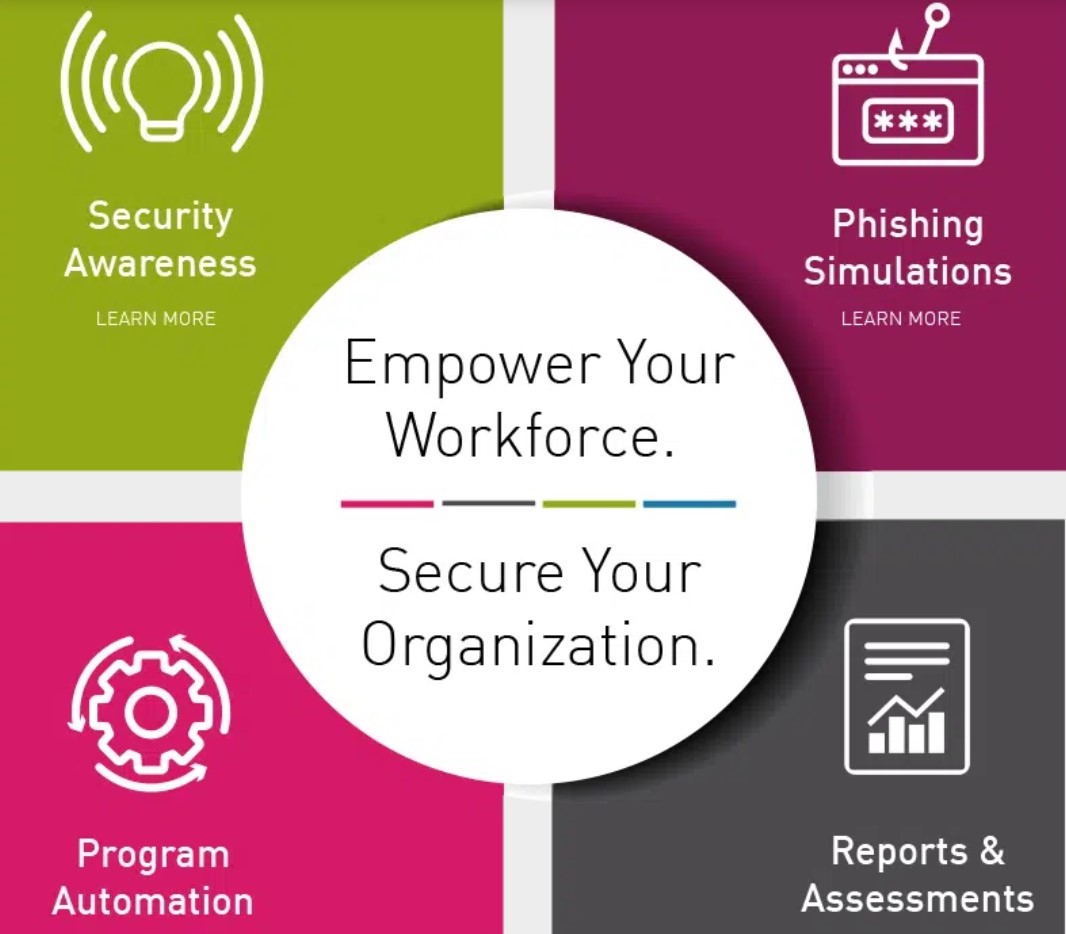 Security
Awareness
LEARN MORE
Phishing
Simulations
LEARN MORE
***
Empower Your
Workforce.
Secure Your
Organization.
Program
Automation
Reports &
Assessments